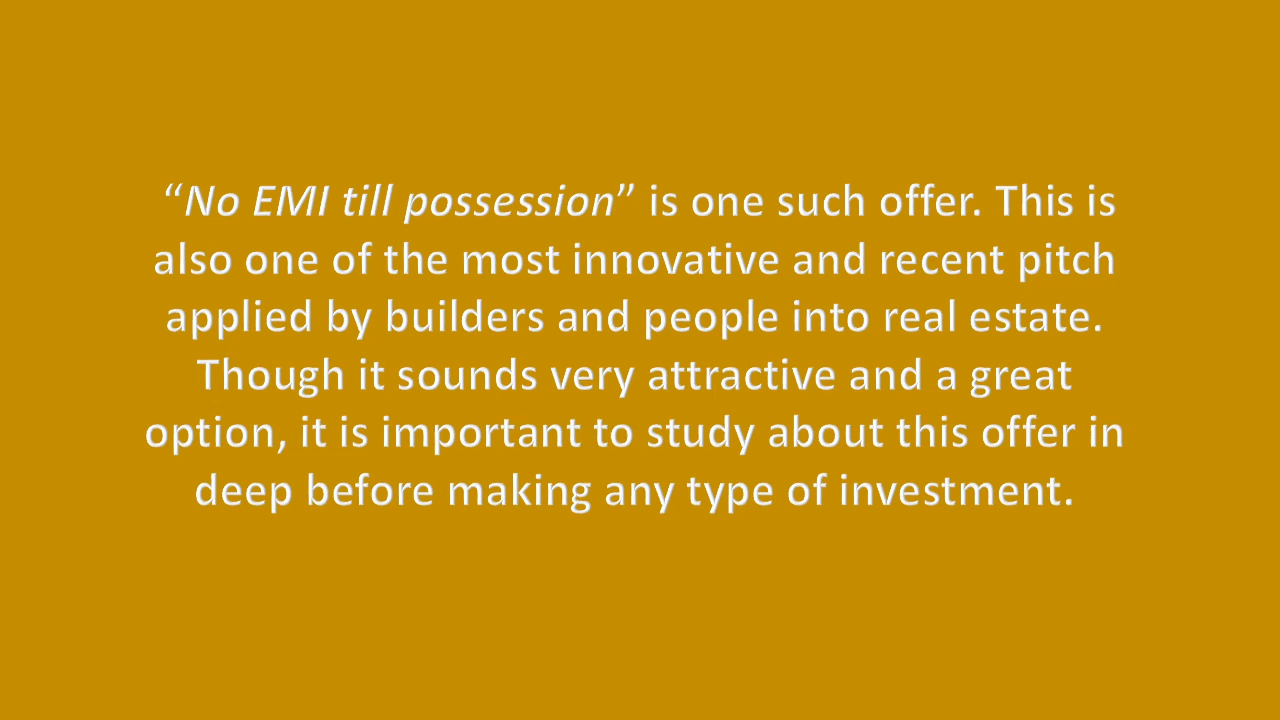 “No EMI till possession” is one such offer. This is
also one of the most innovative and recent pitch
applied by builders and people into real estate.
Though it sounds very attractive and a great
option, it is important to study about this offer in
deep before making any type of investment.